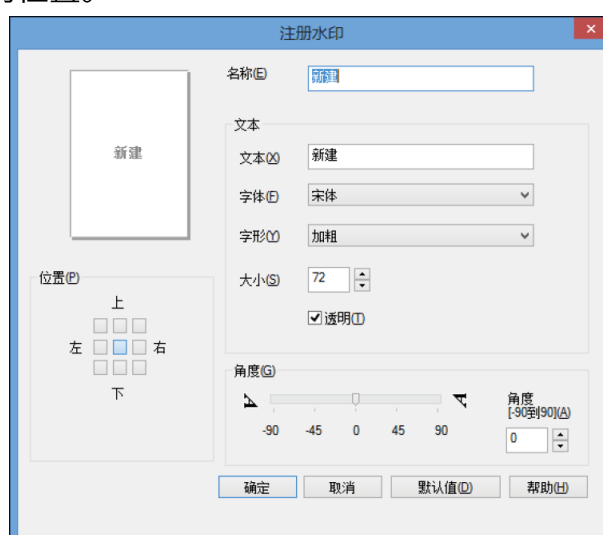 的位置。
注册水印
名称(E)
新建
新建
文本
文本(X)
新建
字体(F)
宋体
字形(Y)
加粗
大小(S)
72
透明(T)
位置(P)
上
左
右
下
角度(G)
A
A
-90 -45 0 45 90
角度
[-90到90](A)
0
确定
取消
默认值(D)
帮助(H)